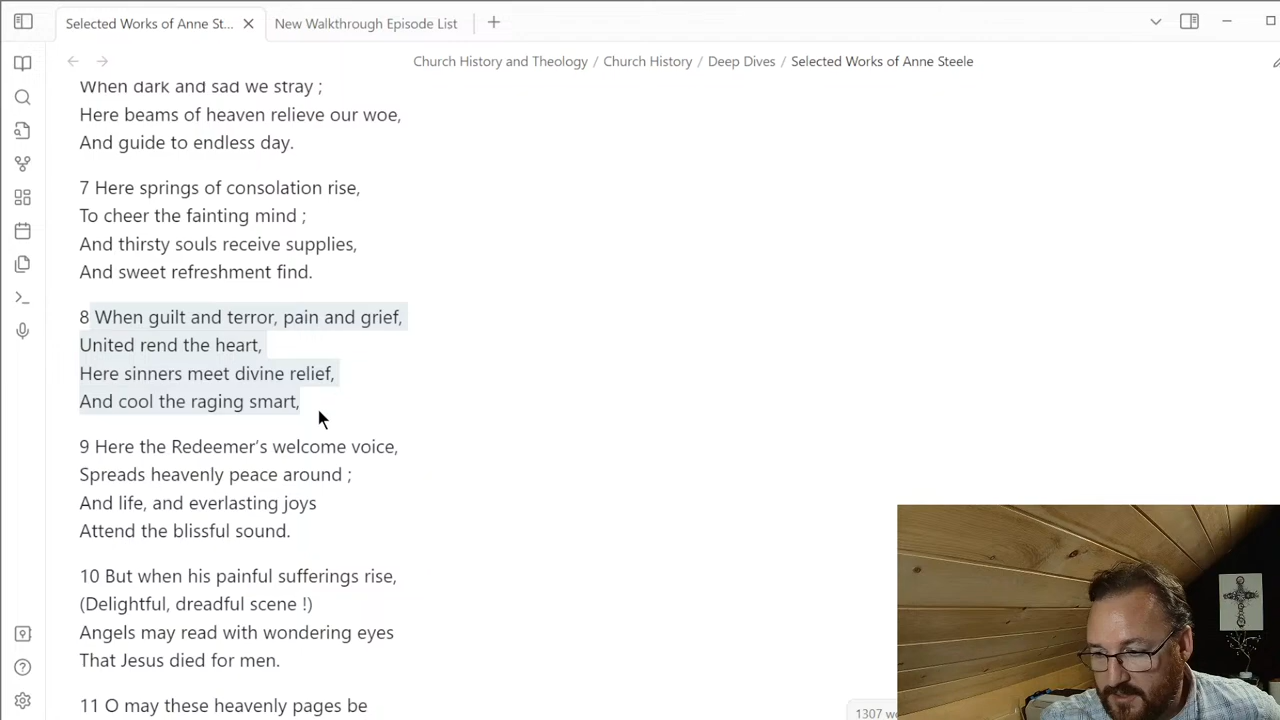 Selected Works of Anne St...
New Walkthrough Episode List
Church History and Theology / Church History / Deep Dives / Selected Works of Anne Steele
When dark and sad we stray ;
Here beams of heaven relieve our woe,
And guide to endless day.
7 Here springs of consolation rise,
To cheer the fainting mind ;
And thirsty souls receive supplies,
And sweet refreshment find.
8 When guilt and terror, pain and grief,
United rend the heart,
Here sinners meet divine relief,
And cool the raging smart,
9 Here the Redeemer’s welcome voice,
Spreads heavenly peace around ;
And life, and everlasting joys
Attend the blissful sound.
10 But when his painful sufferings rise,
(Delightful, dreadful scene !)
Angels may read with wondering eyes
That Jesus died for men.
11 O may these heavenly pages be
1307